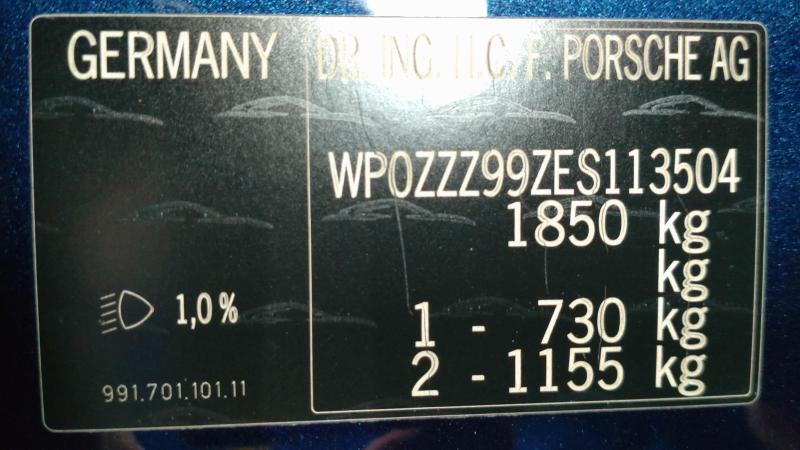 GERMANY
DR. ING. H.C. F. PORSCHE AG
WP0ZZZ99ZES113504
1850 kg
kg
1 - 730 kg
2 - 1155 kg
1,0%
991.701.101.11